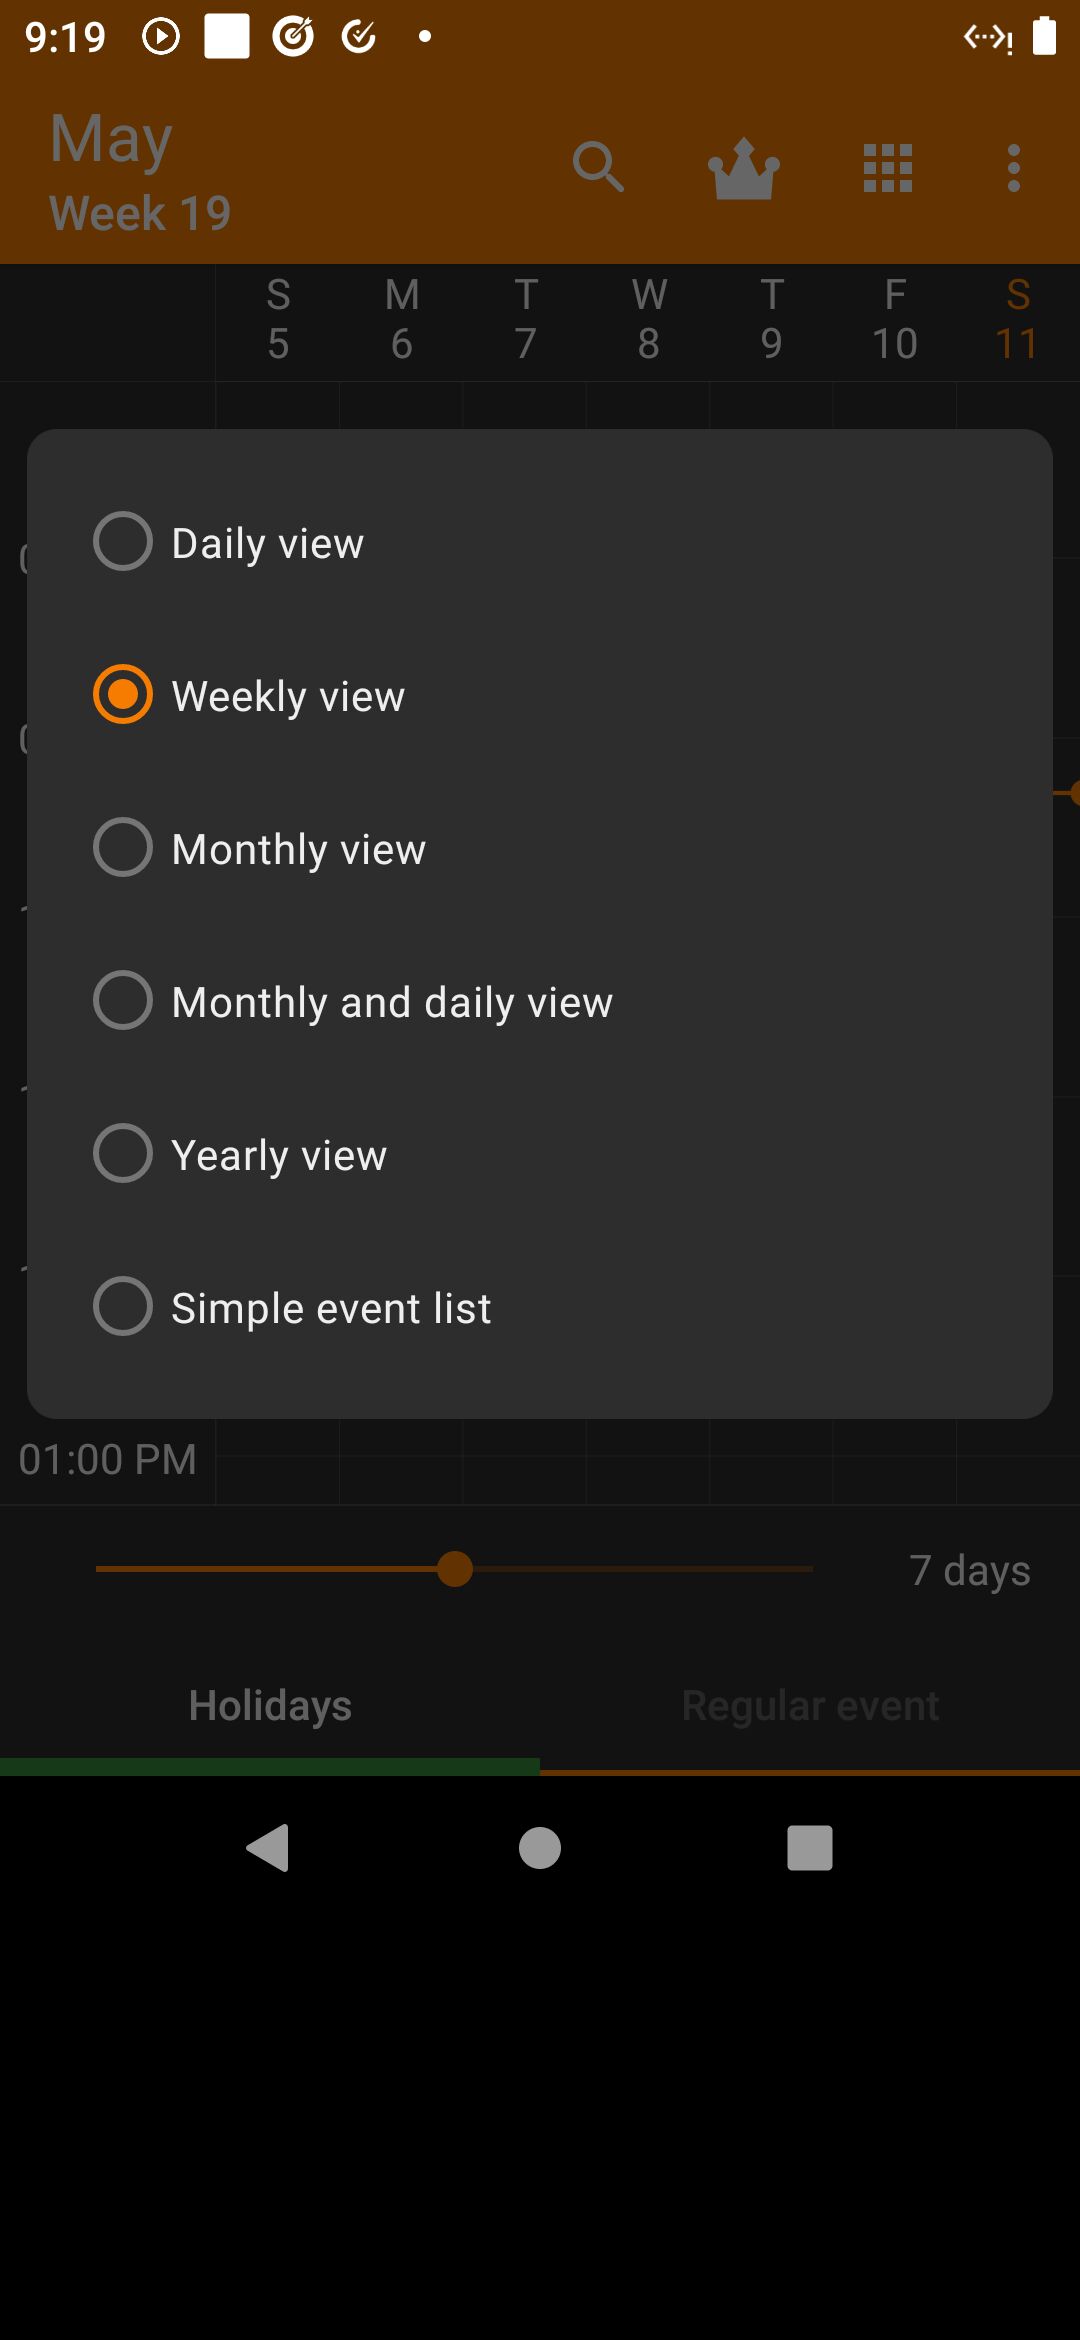 9:19
May
Week 19
S M T W T F S
5 6 7 8 9 10 11
Daily view
Weekly view
Monthly view
Monthly and daily view
Yearly view
Simple event list
01:00 PM
7 days
Holidays
Regular event